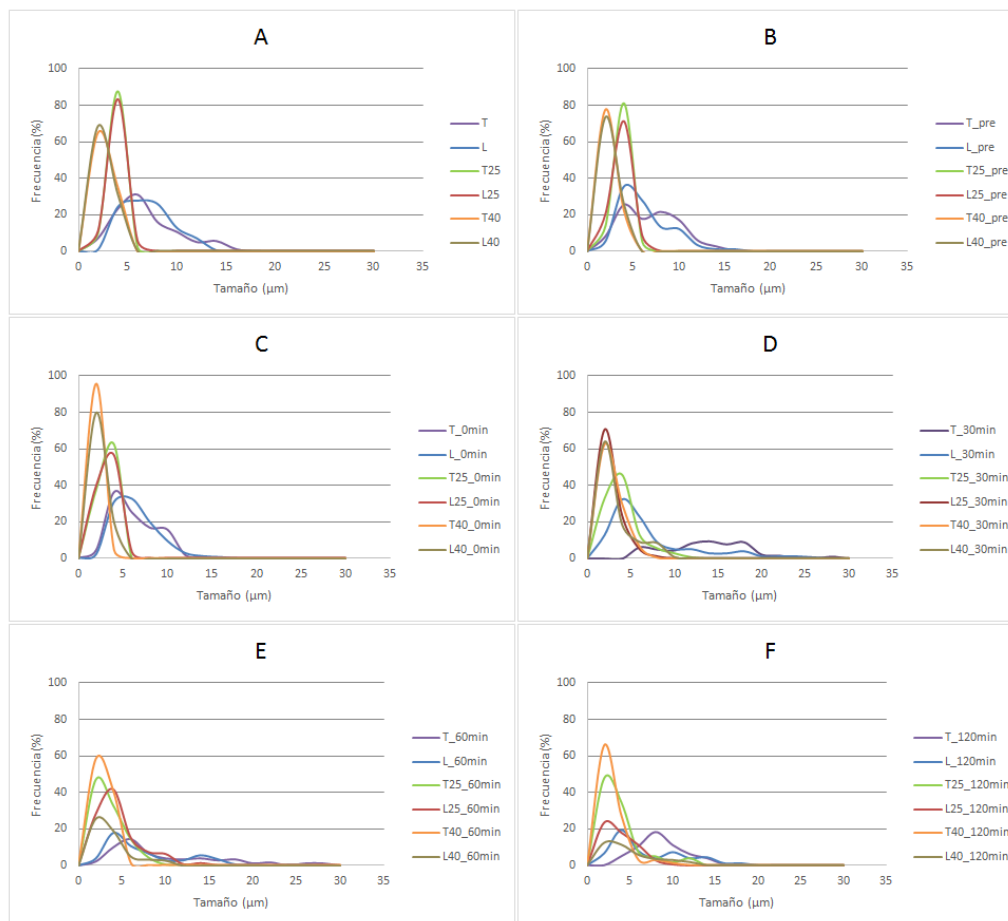 A
Frecuencia (%)
100
80
60
40
20
0
0 5 10 15 20 25 30 35
Tamaño (µm)
T
L
T25
L25
T40
L40
B
Frecuencia (%)
100
80
60
40
20
0
0 5 10 15 20 25 30 35
Tamaño (µm)
T_pre
L_pre
T25_pre
L25_pre
T40_pre
L40_pre
C
Frecuencia (%)
100
80
60
40
20
0
0 5 10 15 20 25 30 35
Tamaño (µm)
T_0min
L_0min
T25_0min
L25_0min
T40_0min
L40_0min
D
Frecuencia (%)
100
80
60
40
20
0
0 5 10 15 20 25 30 35
Tamaño (µm)
T_30min
L_30min
T25_30min
L25_30min
T40_30min
L40_30min
E
Frecuencia (%)
100
80
60
40
20
0
0 5 10 15 20 25 30 35
Tamaño (µm)
T_60min
L_60min
T25_60min
L25_60min
T40_60min
L40_60min
F
Frecuencia (%)
100
80
60
40
20
0
0 5 10 15 20 25 30 35
Tamaño (µm)
T_120min
L_120min
T25_120min
L25_120min
T40_120min
L40_120min